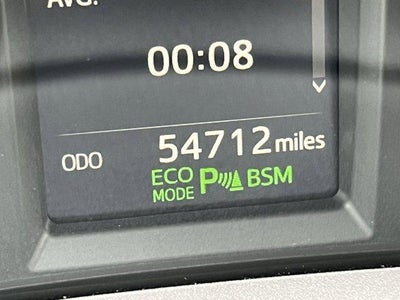 AVG.
00:08
ODO 54712 miles
ECO MODE P BSM